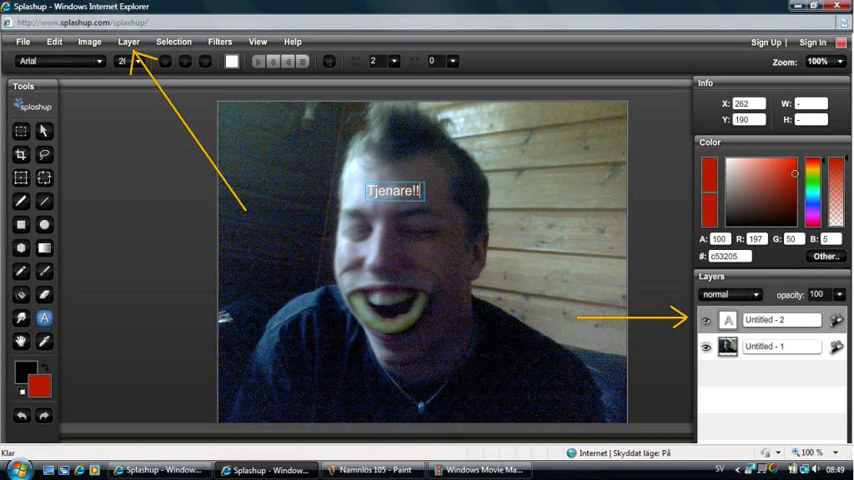 Splashup - Windows Internet Explorer
http://www.splashup.com/splashup/
File Edit Image Layer Selection Filters View Help Sign Up Sign In
Arial 2 0 Zoom: 100%
Tools
splashup
Info
X: 262 W: -
Y: 190 H: -
Color
A: 100 R: 197 G: 50 B: 5
#: c53205 Other..
Layers
normal opacity: 100
A Untitled - 2
Untitled - 1
Tjenare!!
A
Klar Internet | Skyddat läge: På 100 %
Splashup - Window... Splashup - Window... Namnlös 105 - Paint Windows Movie Ma... SV 08:49